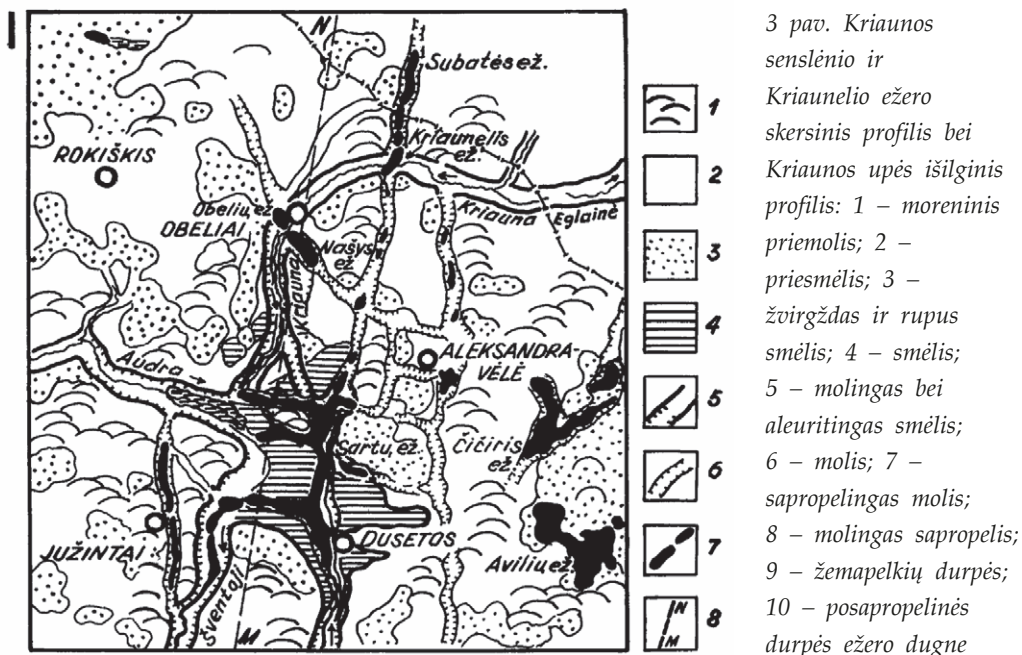 N
Subatės ež.
ROKIŠKIS
Kriaunelis
ež.
Obelių ež.
OBELIAI
Kriauna
Eglainė
Našys
ež.
Kriauna
Audra
ALEKSANDRA-
VĖLĖ
Sartų ež.
Čičiris
ež.
JUŽINTAI
DUSETOS
Avilių ež.
Šventoji
M
1
2
3
4
5
6
7
N
M
8
3 pav. Kriaunos
senslėnio ir
Kriaunelio ežero
skersinis profilis bei
Kriaunos upės išilginis
profilis: 1 – moreninis
priemolis; 2 –
priesmėlis; 3 –
žvirgždas ir rupus
smėlis; 4 – smėlis;
5 – molingas bei
aleuritingas smėlis;
6 – molis; 7 –
sapropelingas molis;
8 – molingas sapropelis;
9 – žemapelkių durpės;
10 – posapropelinės
durpės ežero dugne